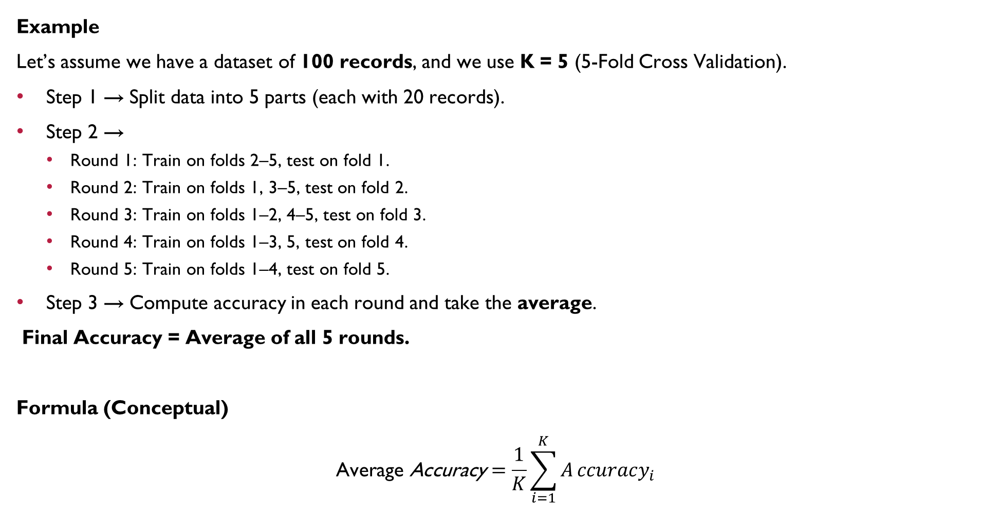 Example
Let’s assume we have a dataset of 100 records, and we use K = 5 (5-Fold Cross Validation).
• Step 1 → Split data into 5 parts (each with 20 records).
• Step 2 →
• Round 1: Train on folds 2–5, test on fold 1.
• Round 2: Train on folds 1, 3–5, test on fold 2.
• Round 3: Train on folds 1–2, 4–5, test on fold 3.
• Round 4: Train on folds 1–3, 5, test on fold 4.
• Round 5: Train on folds 1–4, test on fold 5.
• Step 3 → Compute accuracy in each round and take the average.
Final Accuracy = Average of all 5 rounds.
Formula (Conceptual)
Average Accuracy = \frac{1}{K} \sum_{i=1}^{K} Accuracy_i